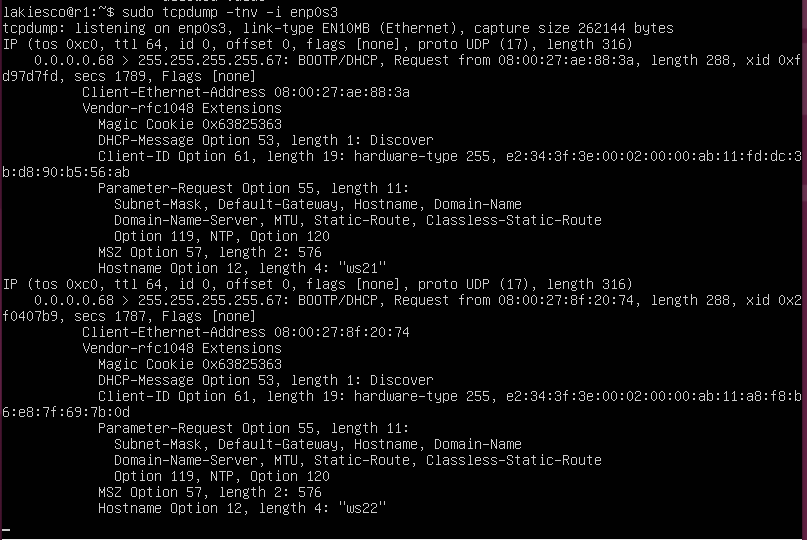 lakiesco@r1:~$ sudo tcpdump -tnv -i enp0s3
tcpdump: listening on enp0s3, link-type EN10MB (Ethernet), capture size 262144 bytes
IP (tos 0xc0, ttl 64, id 0, offset 0, flags [none], proto UDP (17), length 316)
    0.0.0.0.68 > 255.255.255.255.67: BOOTP/DHCP, Request from 08:00:27:ae:88:3a, length 288, xid 0xf
d97d7fd, secs 1789, Flags [none]
          Client-Ethernet-Address 08:00:27:ae:88:3a
          Vendor-rfc1048 Extensions
            Magic Cookie 0x63825363
            DHCP-Message Option 53, length 1: Discover
            Client-ID Option 61, length 19: hardware-type 255, e2:34:3f:3e:00:02:00:00:ab:11:fd:dc:3
b:d8:90:b5:56:ab
            Parameter-Request Option 55, length 11:
              Subnet-Mask, Default-Gateway, Hostname, Domain-Name
              Domain-Name-Server, MTU, Static-Route, Classless-Static-Route
              Option 119, NTP, Option 120
            MSZ Option 57, length 2: 576
            Hostname Option 12, length 4: "ws21"
IP (tos 0xc0, ttl 64, id 0, offset 0, flags [none], proto UDP (17), length 316)
    0.0.0.0.68 > 255.255.255.255.67: BOOTP/DHCP, Request from 08:00:27:8f:20:74, length 288, xid 0x2
f0407b9, secs 1787, Flags [none]
          Client-Ethernet-Address 08:00:27:8f:20:74
          Vendor-rfc1048 Extensions
            Magic Cookie 0x63825363
            DHCP-Message Option 53, length 1: Discover
            Client-ID Option 61, length 19: hardware-type 255, e2:34:3f:3e:00:02:00:00:ab:11:a8:f8:b
6:e8:7f:69:7b:0d
            Parameter-Request Option 55, length 11:
              Subnet-Mask, Default-Gateway, Hostname, Domain-Name
              Domain-Name-Server, MTU, Static-Route, Classless-Static-Route
              Option 119, NTP, Option 120
            MSZ Option 57, length 2: 576
            Hostname Option 12, length 4: "ws22"